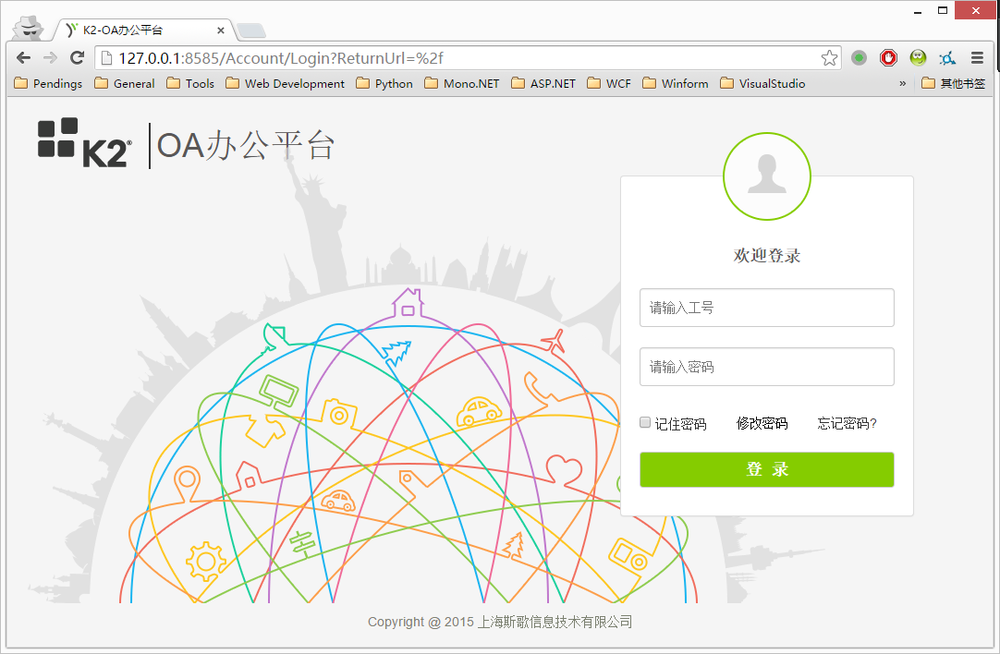 K2-OA办公平台
127.0.0.1:8585/Account/Login?ReturnUrl=%2f
Pendings General Tools Web Development Python Mono.NET ASP.NET WCF Winform VisualStudio » 其他书签
K2® OA办公平台
欢迎登录
请输入工号
请输入密码
记住密码 修改密码 忘记密码?
登 录
Copyright @ 2015 上海斯歌信息技术有限公司